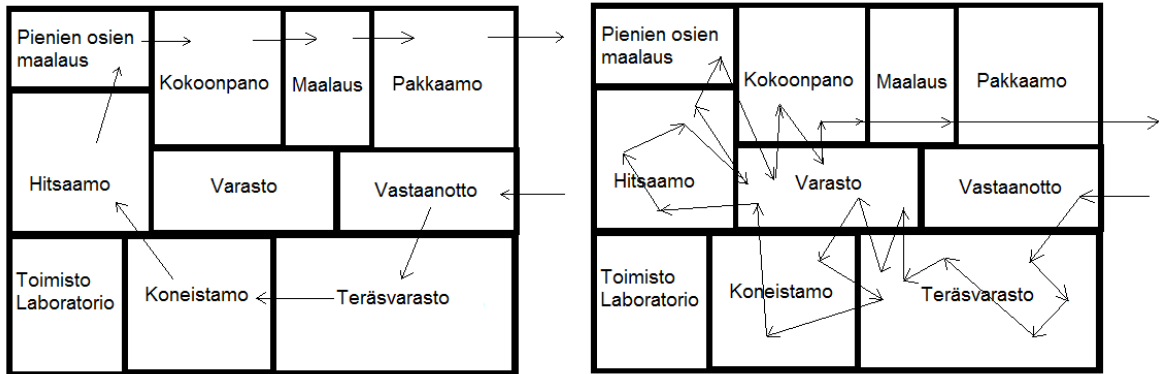 Pienien osien
maalaus
Kokoonpano
Maalaus
Pakkaamo
Hitsaamo
Varasto
Vastaanotto
Toimisto
Laboratorio
Koneistamo
Teräsvarasto
Pienien osien
maalaus
Kokoonpano
Maalaus
Pakkaamo
Hitsaamo
Varasto
Vastaanotto
Toimisto
Laboratorio
Koneistamo
Teräsvarasto